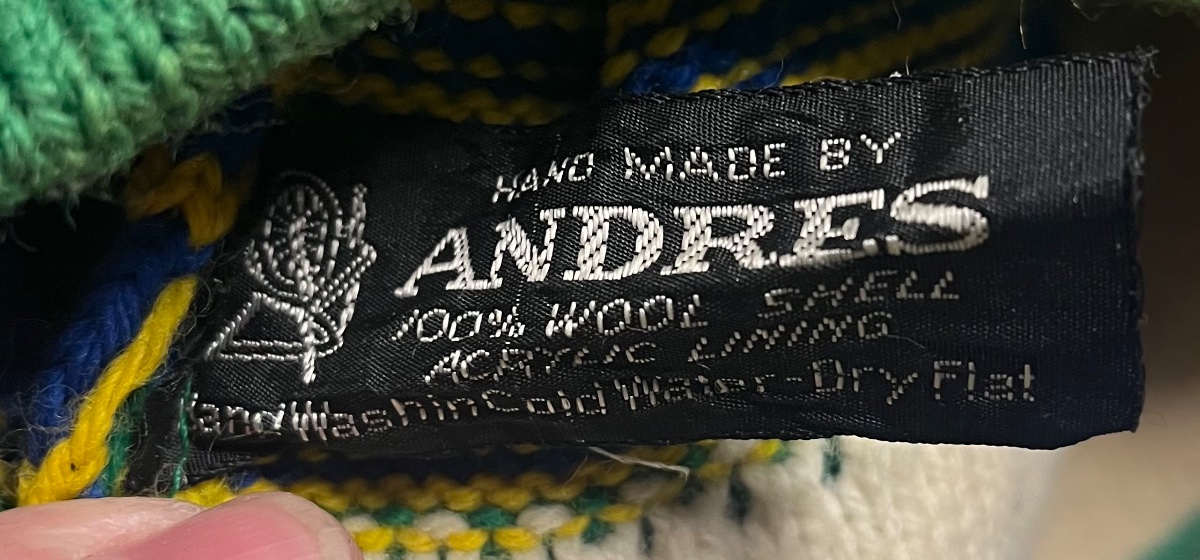 HAND MADE BY
ANDRES
100% WOOL SHELL
ACRYLIC LINING
Hand Wash in Cold Water-Dry Flat